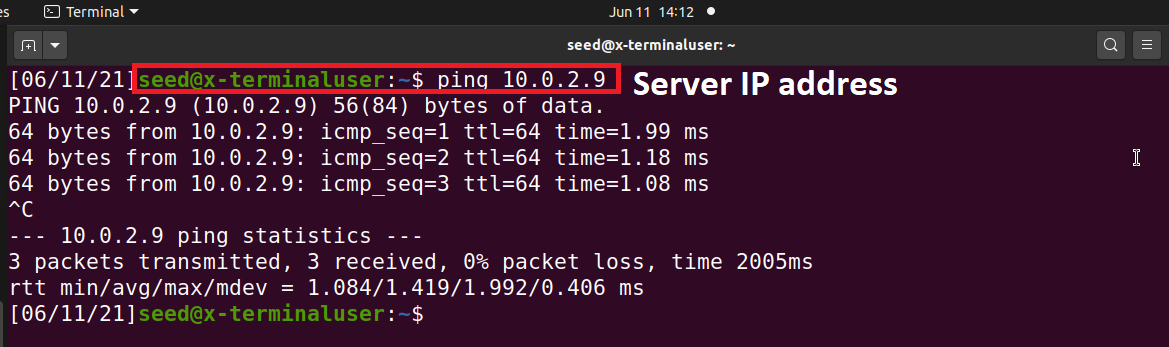 es Terminal Jun 11 14:12
seed@x-terminaluser: ~
[06/11/21]seed@x-terminaluser:~$ ping 10.0.2.9 Server IP address
PING 10.0.2.9 (10.0.2.9) 56(84) bytes of data.
64 bytes from 10.0.2.9: icmp_seq=1 ttl=64 time=1.99 ms
64 bytes from 10.0.2.9: icmp_seq=2 ttl=64 time=1.18 ms
64 bytes from 10.0.2.9: icmp_seq=3 ttl=64 time=1.08 ms
^C
--- 10.0.2.9 ping statistics ---
3 packets transmitted, 3 received, 0% packet loss, time 2005ms
rtt min/avg/max/mdev = 1.084/1.419/1.992/0.406 ms
[06/11/21]seed@x-terminaluser:~$